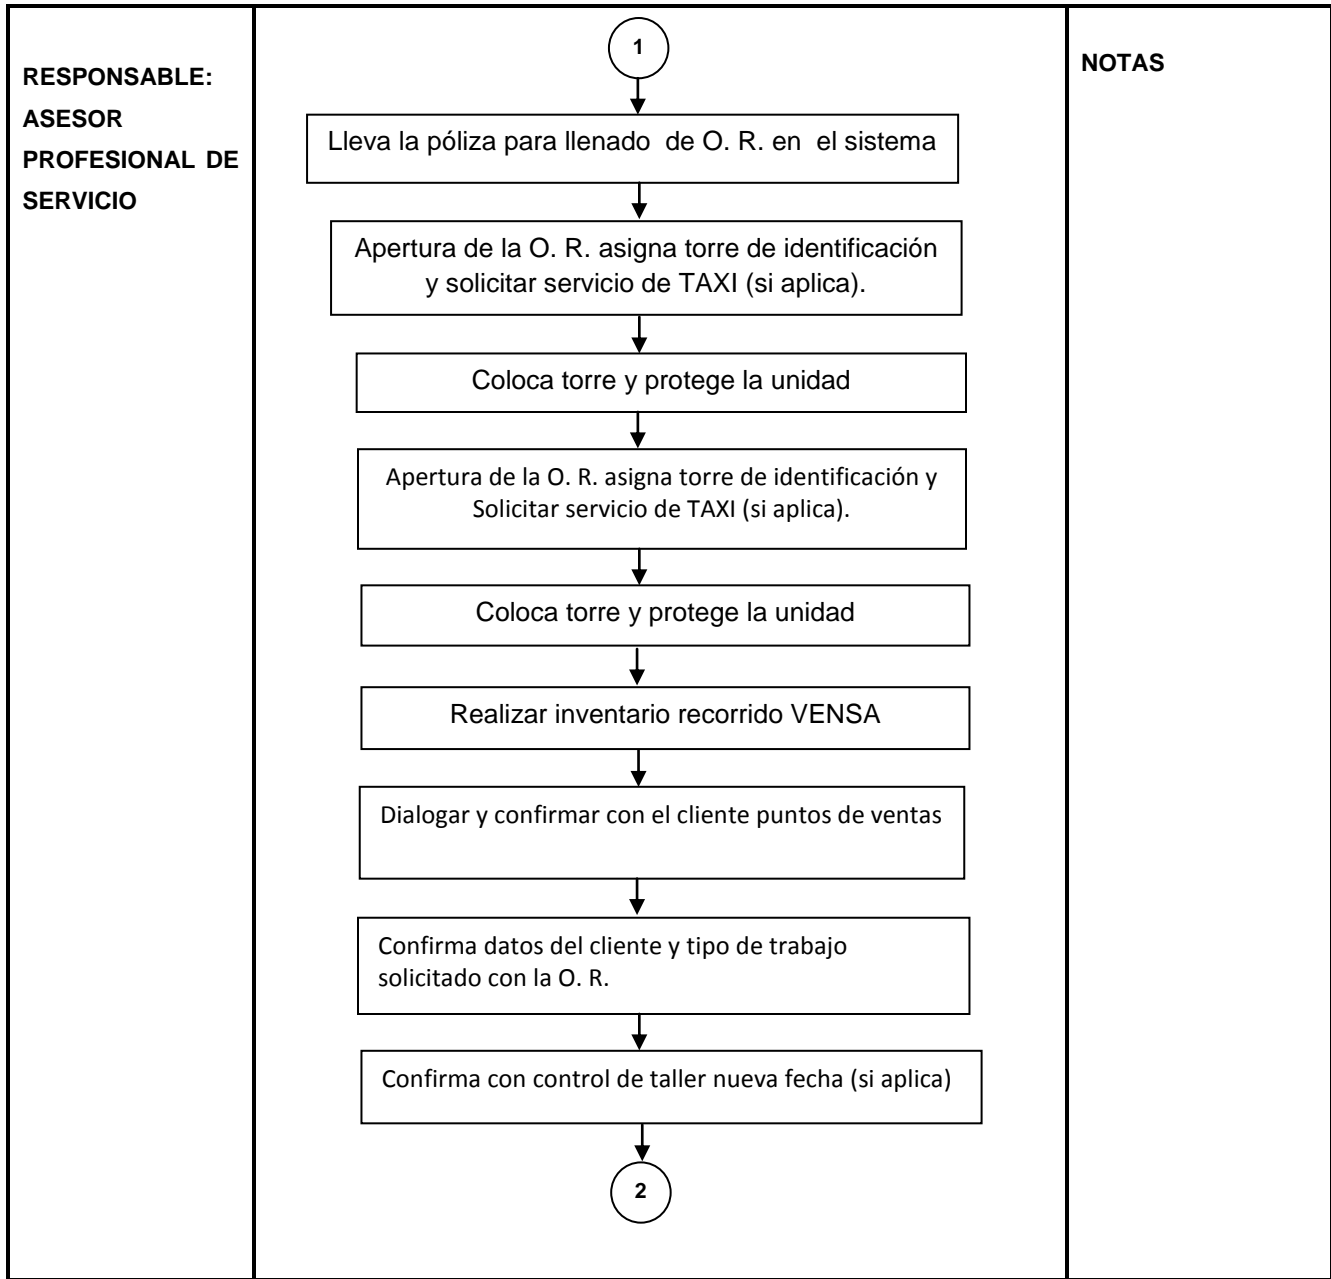 RESPONSABLE:
ASESOR
PROFESIONAL DE
SERVICIO
1
Lleva la póliza para llenado de O. R. en el sistema
Apertura de la O. R. asigna torre de identificación
y solicitar servicio de TAXI (si aplica).
Coloca torre y protege la unidad
Apertura de la O. R. asigna torre de identificación y
Solicitar servicio de TAXI (si aplica).
Coloca torre y protege la unidad
Realizar inventario recorrido VENSA
Dialogar y confirmar con el cliente puntos de ventas
Confirma datos del cliente y tipo de trabajo
solicitado con la O. R.
Confirma con control de taller nueva fecha (si aplica)
2
NOTAS